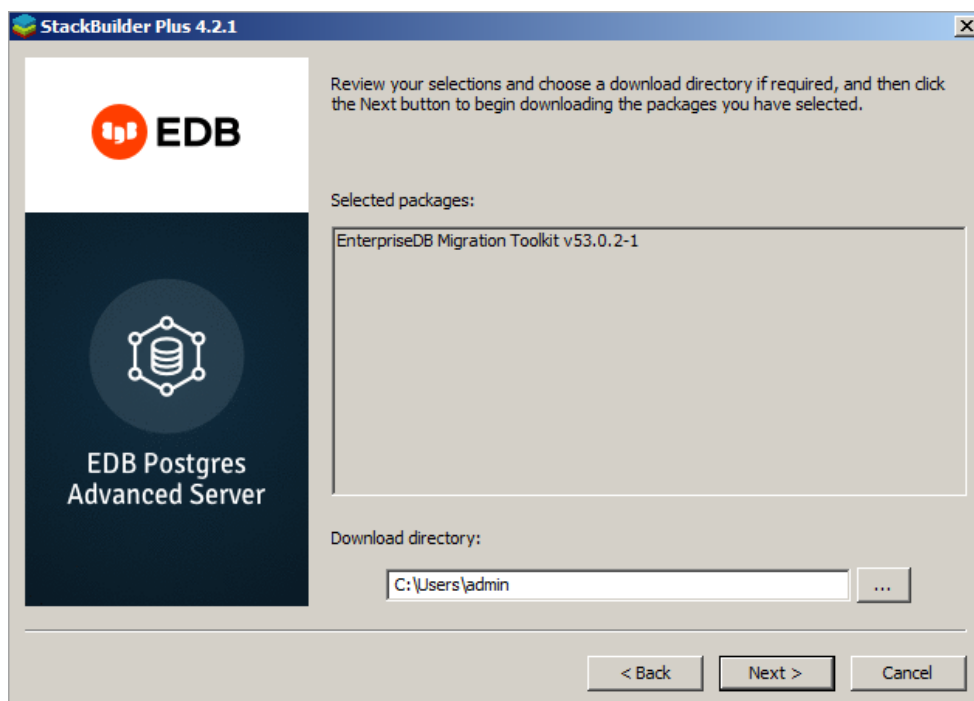 StackBuilder Plus 4.2.1
EDB
EDB Postgres
Advanced Server
Review your selections and choose a download directory if required, and then click
the Next button to begin downloading the packages you have selected.
Selected packages:
EnterpriseDB Migration Toolkit v53.0.2-1
Download directory:
C:\Users\admin
...
< Back
Next >
Cancel